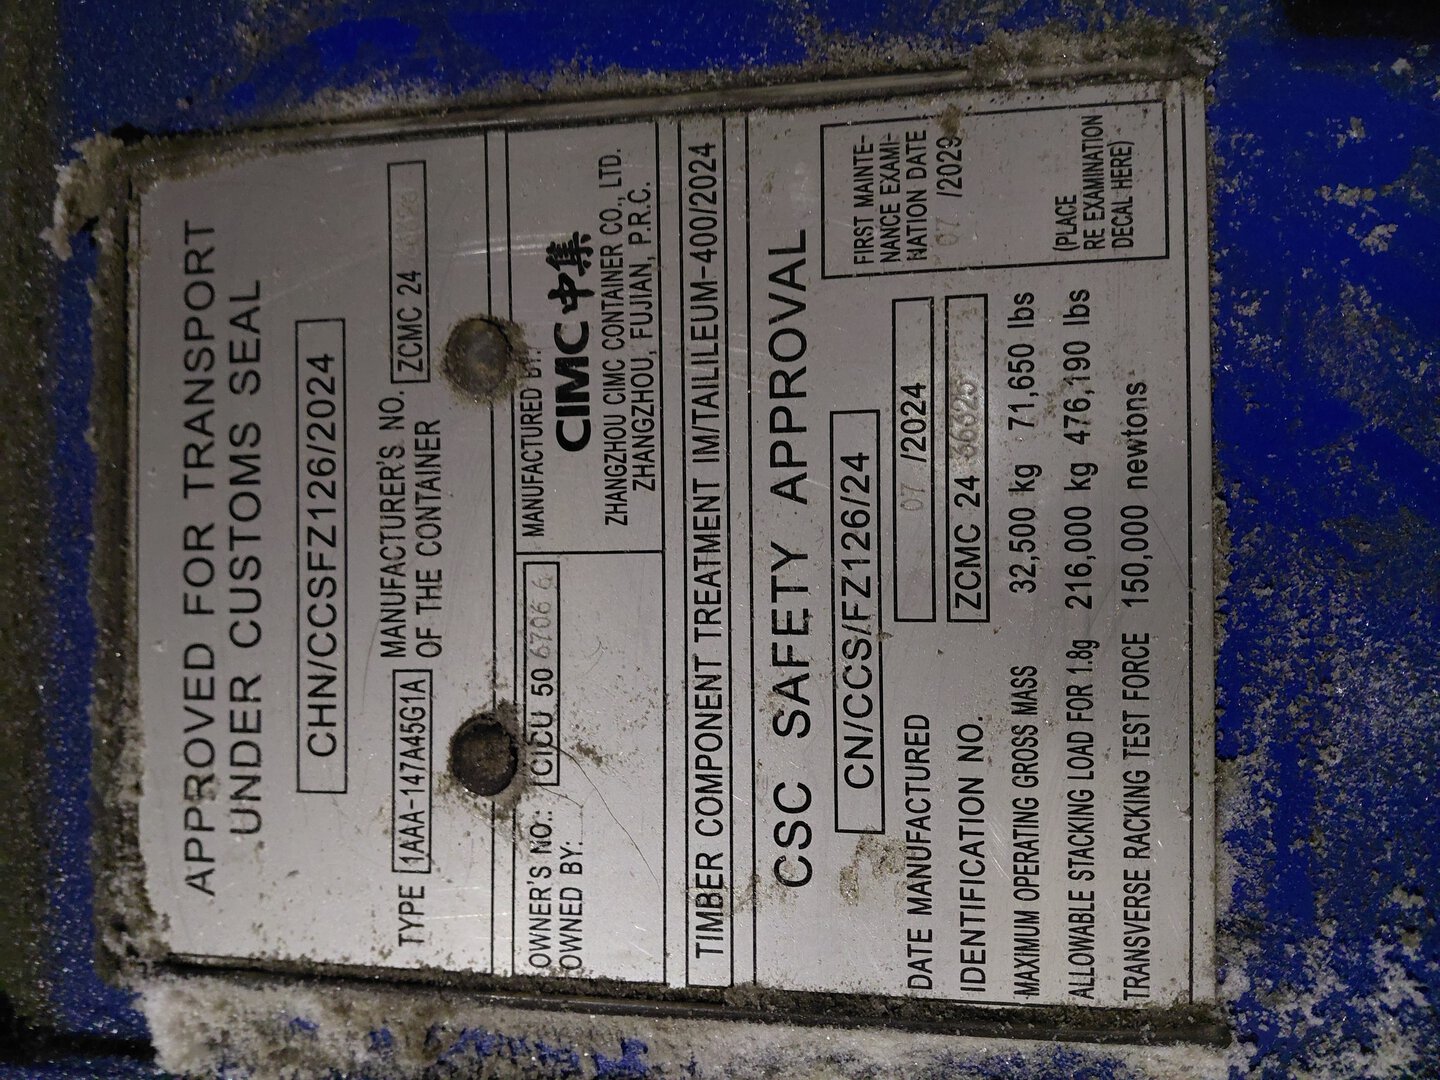 APPROVED FOR TRANSPORT
UNDER CUSTOMS SEAL
CHN/CCSFZ126/2024
TYPE 1AAA-147A45G1A MANUFACTURER'S NO.
OF THE CONTAINER ZCMC 24
OWNER'S NO.: CICU 50 6706 6
OWNED BY:
MANUFACTURED BY:
CIMC 中集
ZHANGZHOU CIMC CONTAINER CO., LTD.
ZHANGZHOU, FUJIAN, P.R.C.
TIMBER COMPONENT TREATMENT IM/TAILILEUM-400/2024
CSC SAFETY APPROVAL
CN/CCS/FZ126/24
DATE MANUFACTURED 07 /2024
IDENTIFICATION NO. ZCMC 24
MAXIMUM OPERATING GROSS MASS 32,500 kg 71,650 lbs
ALLOWABLE STACKING LOAD FOR 1.8g 216,000 kg 476,190 lbs
TRANSVERSE RACKING TEST FORCE 150,000 newtons
FIRST MAINTE-
NANCE EXAMI-
NATION DATE
07 /2029
(PLACE
RE EXAMINATION
DECAL HERE)